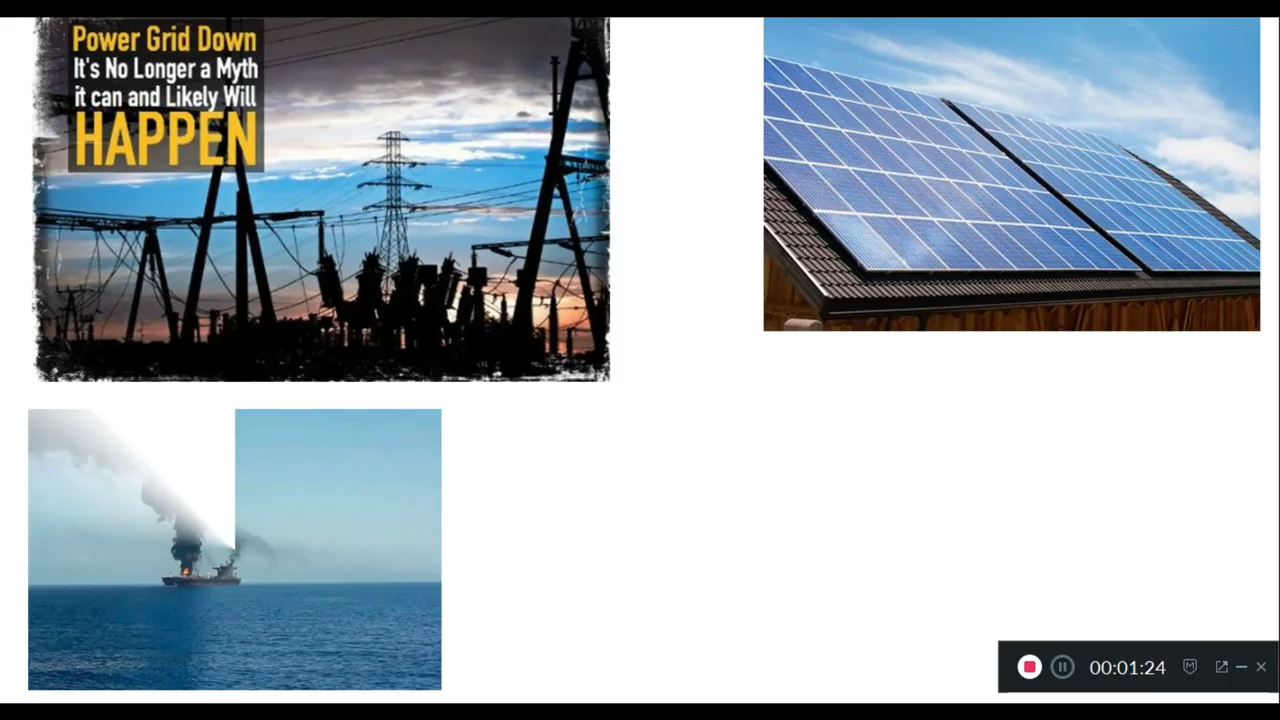 Power Grid Down
It's No Longer a Myth
it can and Likely Will
HAPPEN
00:01:24